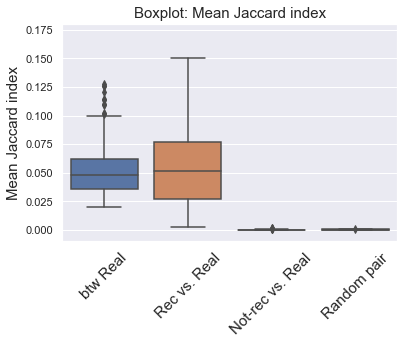 Boxplot: Mean Jaccard index
Mean Jaccard index
0.175
0.150
0.125
0.100
0.075
0.050
0.025
0.000
btw Real
Rec vs. Real
Not-rec vs. Real
Random pair